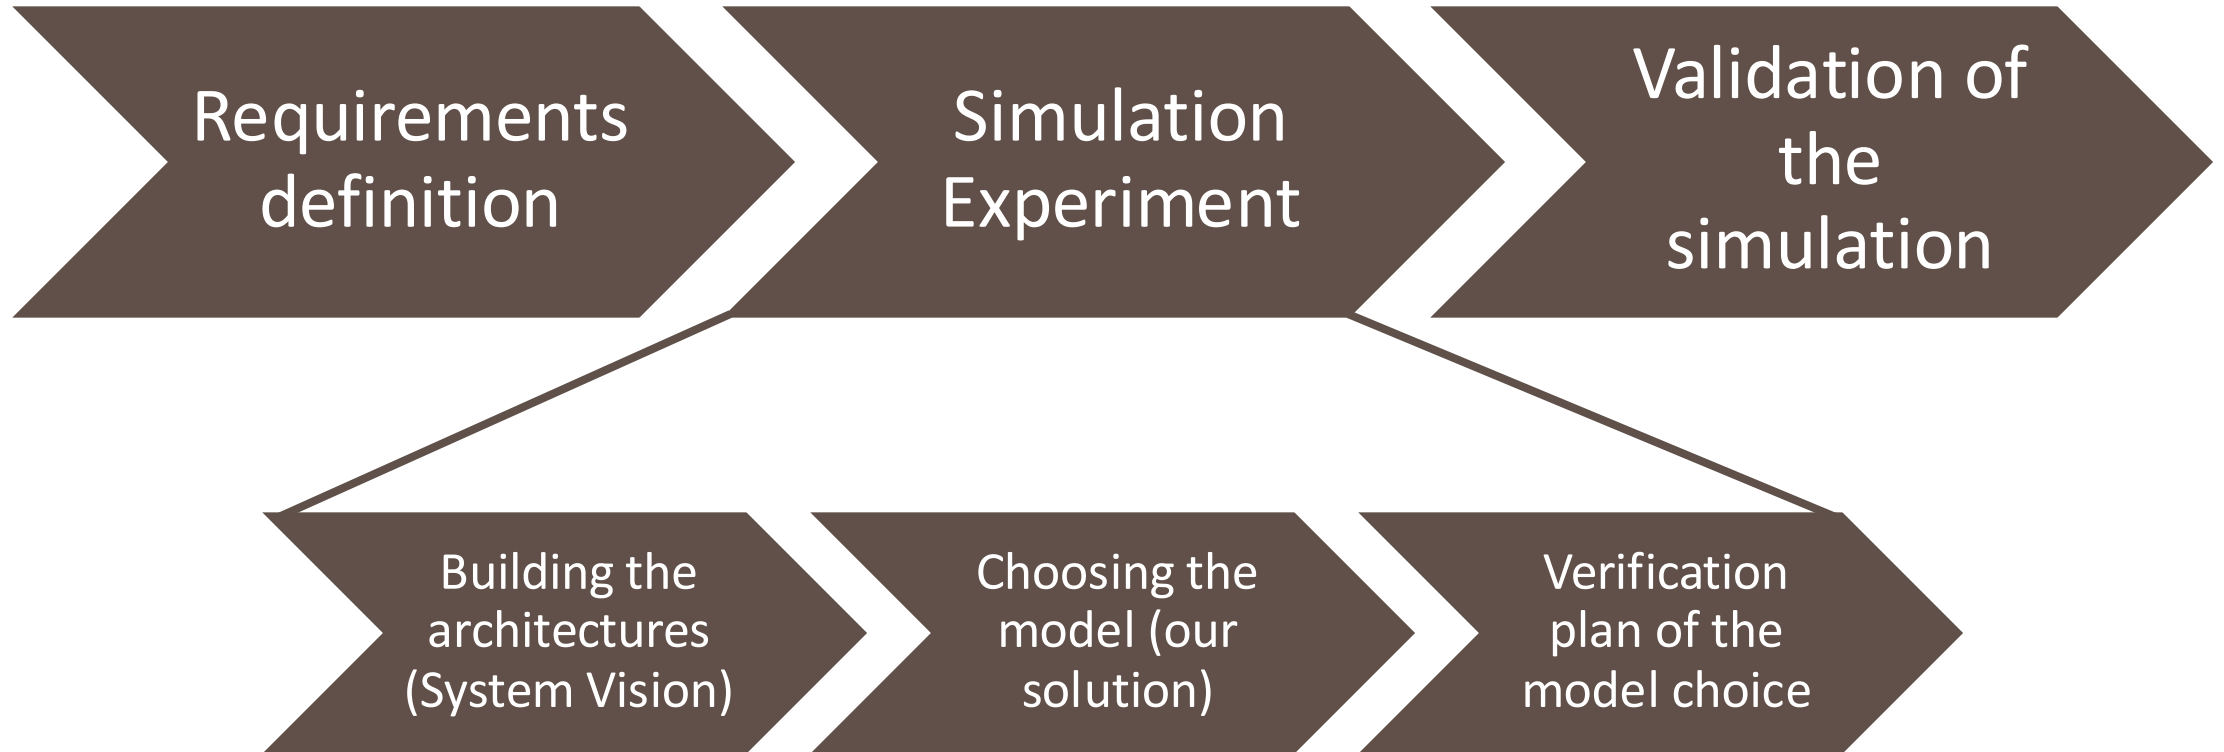 Requirements
definition
Simulation
Experiment
Validation of
the
simulation
Building the
architectures
(System Vision)
Choosing the
model (our
solution)
Verification
plan of the
model choice